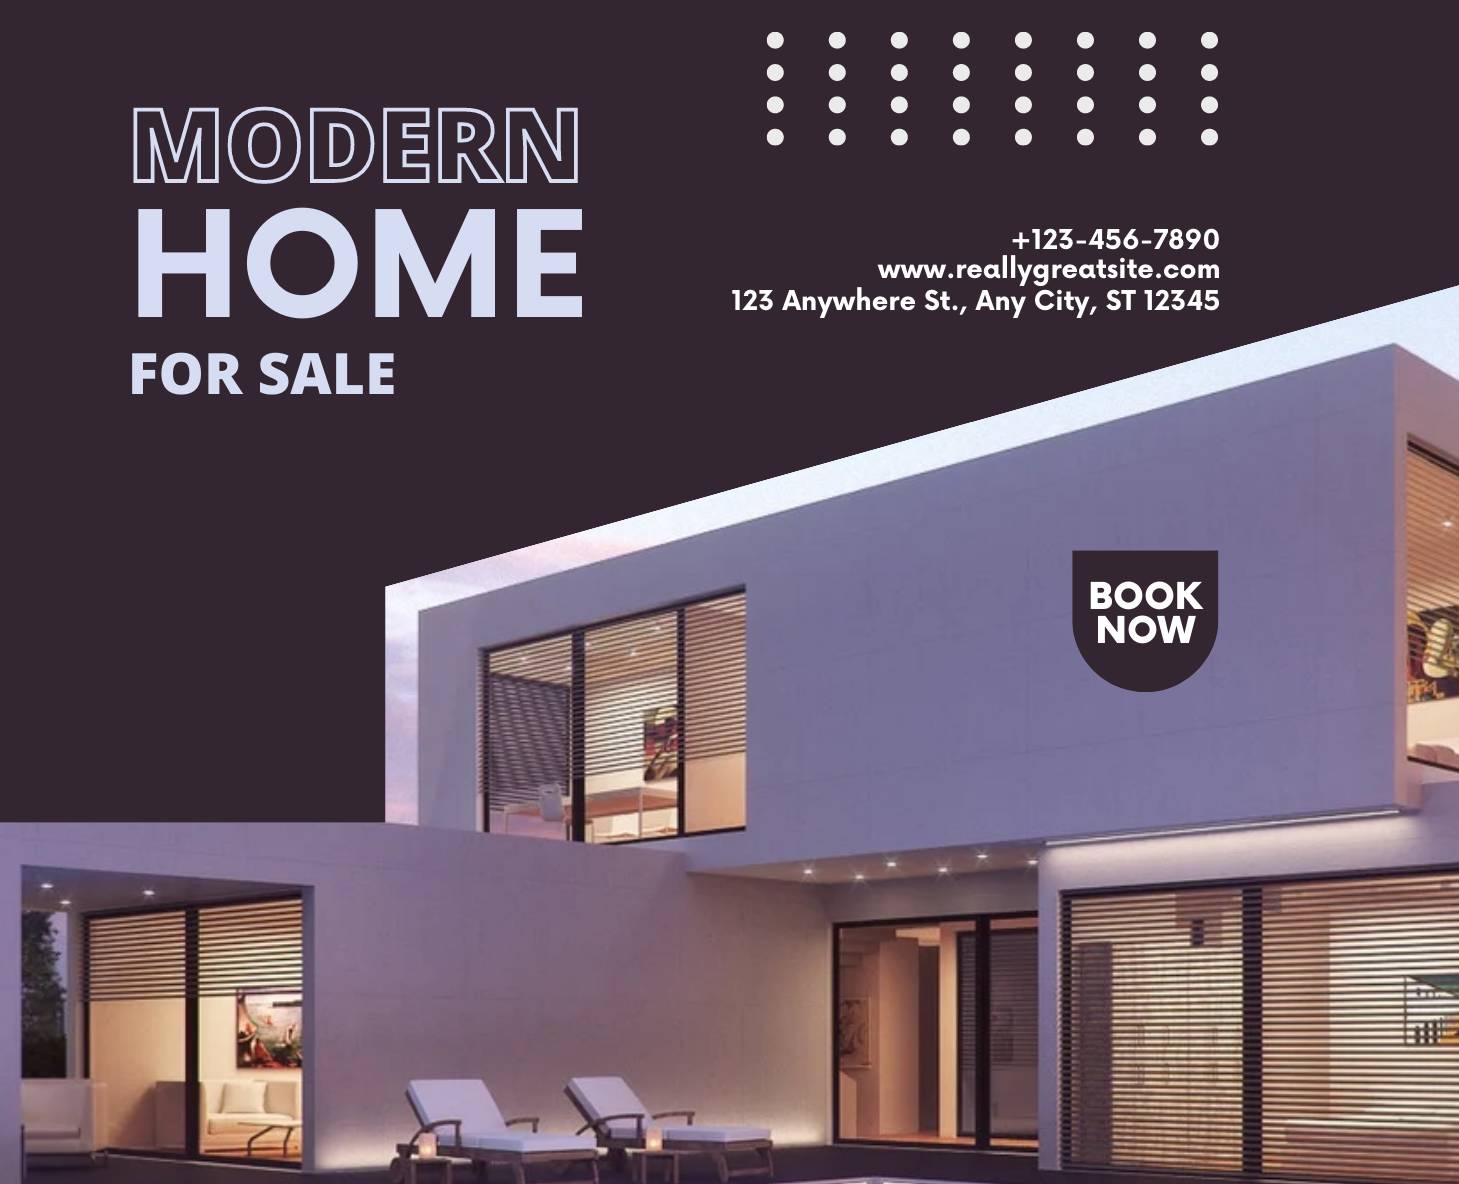 MODERN
HOME
FOR SALE
+123-456-7890
www.reallygreatsite.com
123 Anywhere St., Any City, ST 12345
BOOK
NOW